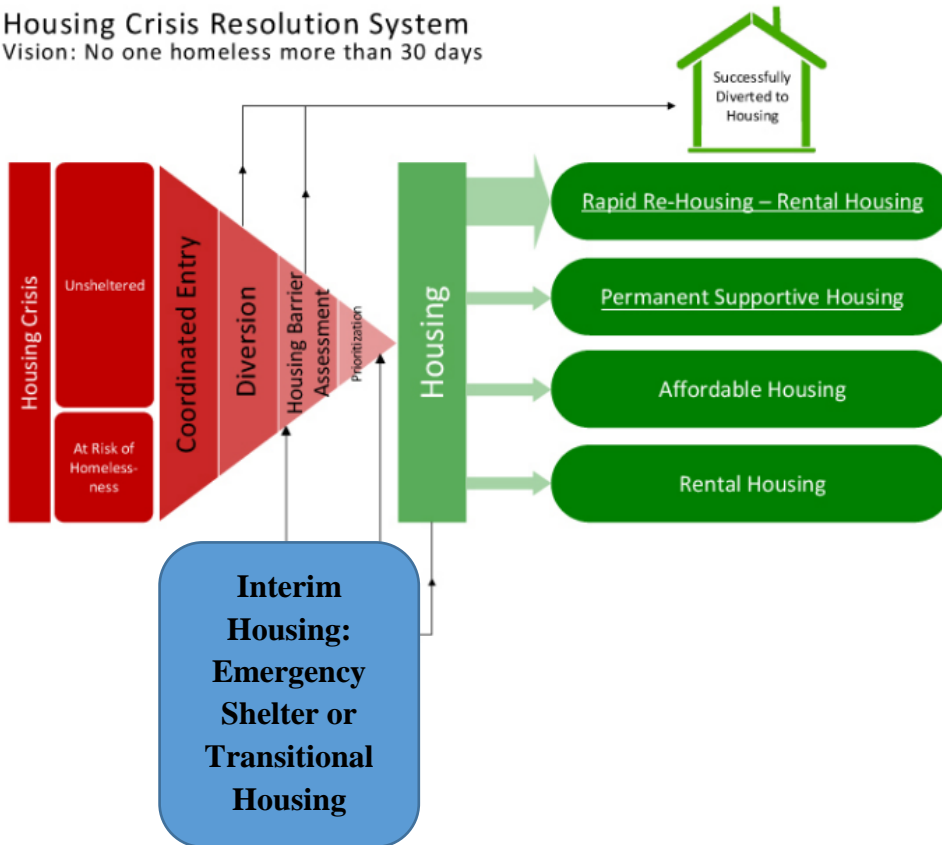 Housing Crisis Resolution System
Vision: No one homeless more than 30 days
Successfully
Diverted to
Housing
Housing Crisis
Unsheltered
At Risk of
Homeless-
ness
Coordinated Entry
Diversion
Housing Barrier
Assessment
Prioritization
Housing
Rapid Re-Housing – Rental Housing
Permanent Supportive Housing
Affordable Housing
Rental Housing
Interim
Housing:
Emergency
Shelter or
Transitional
Housing